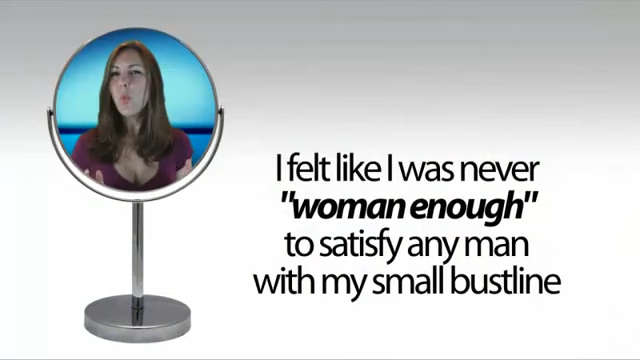 I felt like I was never
"woman enough"
to satisfy any man
with my small bustline